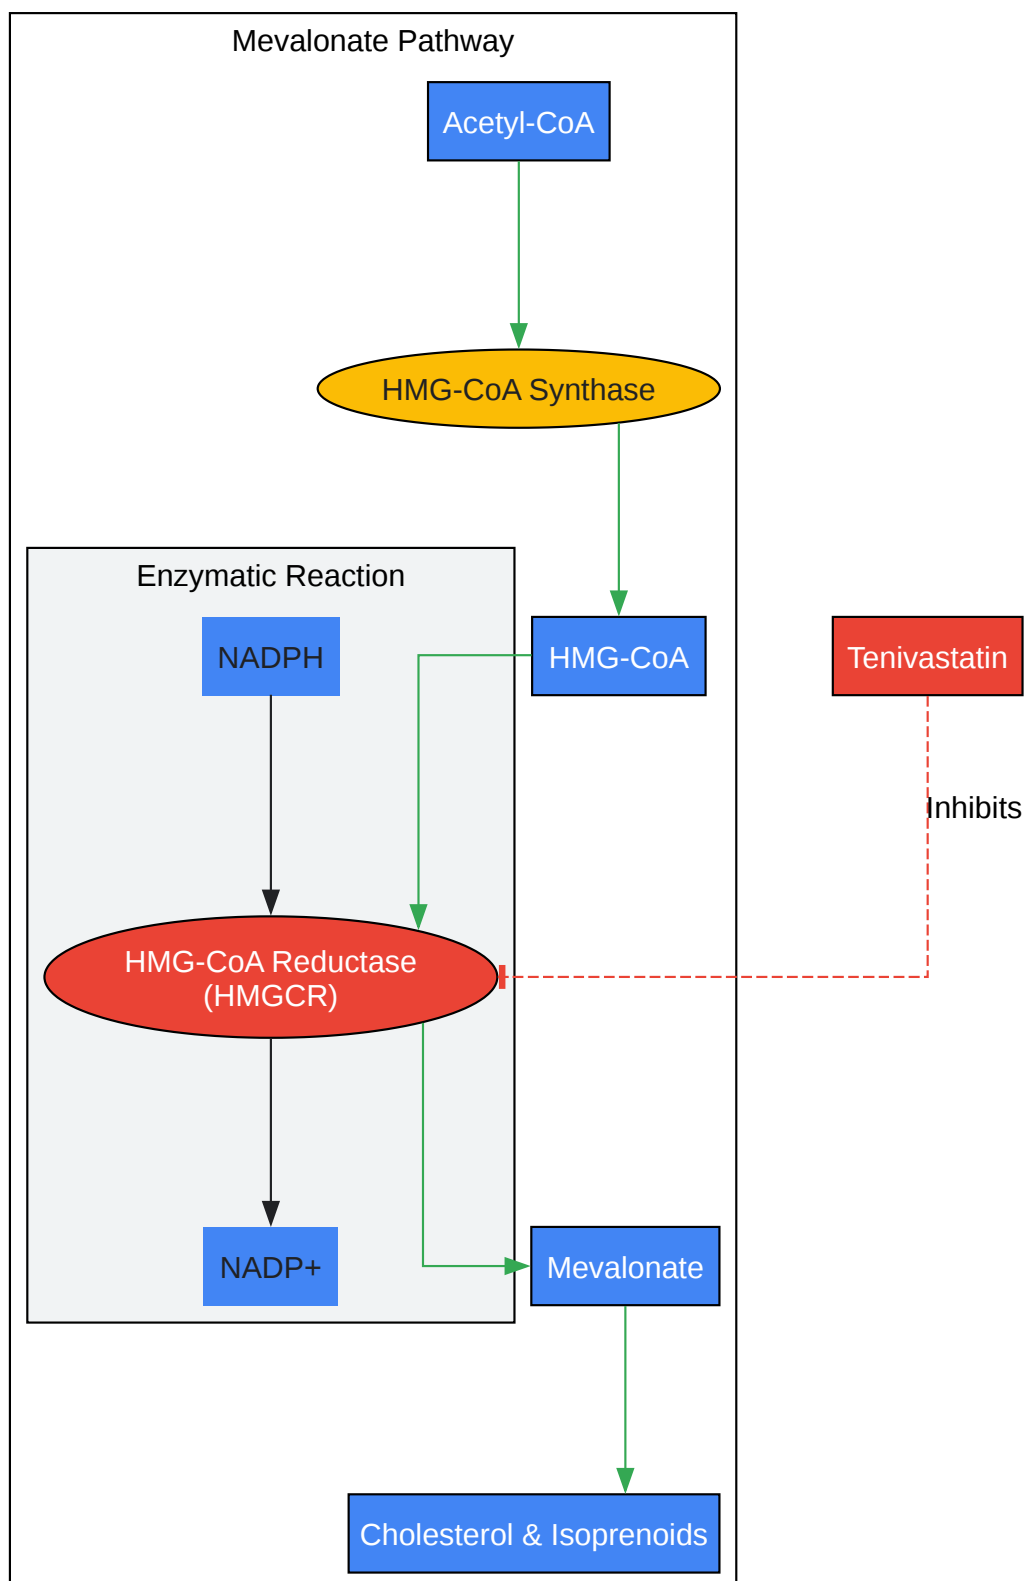 Mevalonate Pathway
Acetyl-CoA
HMG-CoA Synthase
Enzymatic Reaction
NADPH
HMG-CoA
Tenivastatin
Inhibits
HMG-CoA Reductase
(HMGCR)
NADP+
Mevalonate
Cholesterol & Isoprenoids